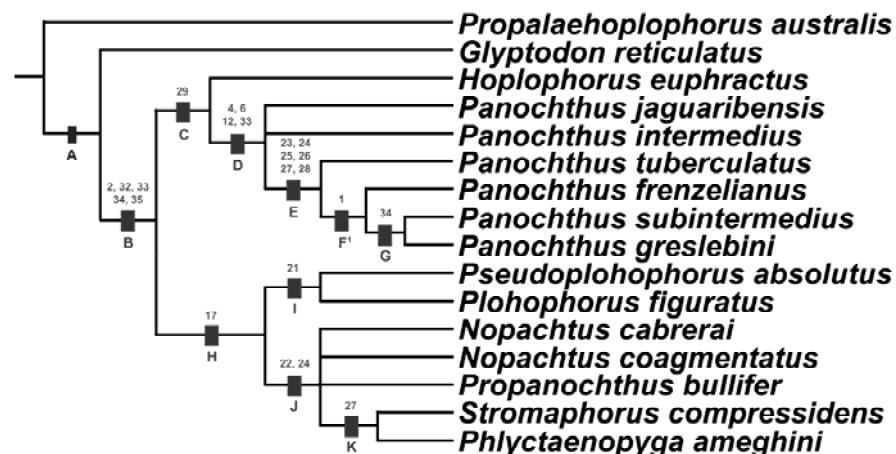 Propalaehoplophorus australis
Glyptodon reticulatus
Hoplophorus euphractus
29
C
Panochthus jaguaribensis
4, 6
12, 33
D
Panochthus intermedius
A
23, 24
25, 26
27, 28
E
Panochthus tuberculatus
Panochthus frenzelianus
2, 32, 33
34, 35
B
1
F¹
Panochthus subintermedius
34
G
Panochthus greslebini
21
I
Pseudoplohophorus absolutus
Plohophorus figuratus
17
H
Nopachtus cabrerai
Nopachtus coagmentatus
22, 24
J
Propanochthus bullifer
27
K
Stromaphorus compressidens
Phlyctaenopyga ameghini